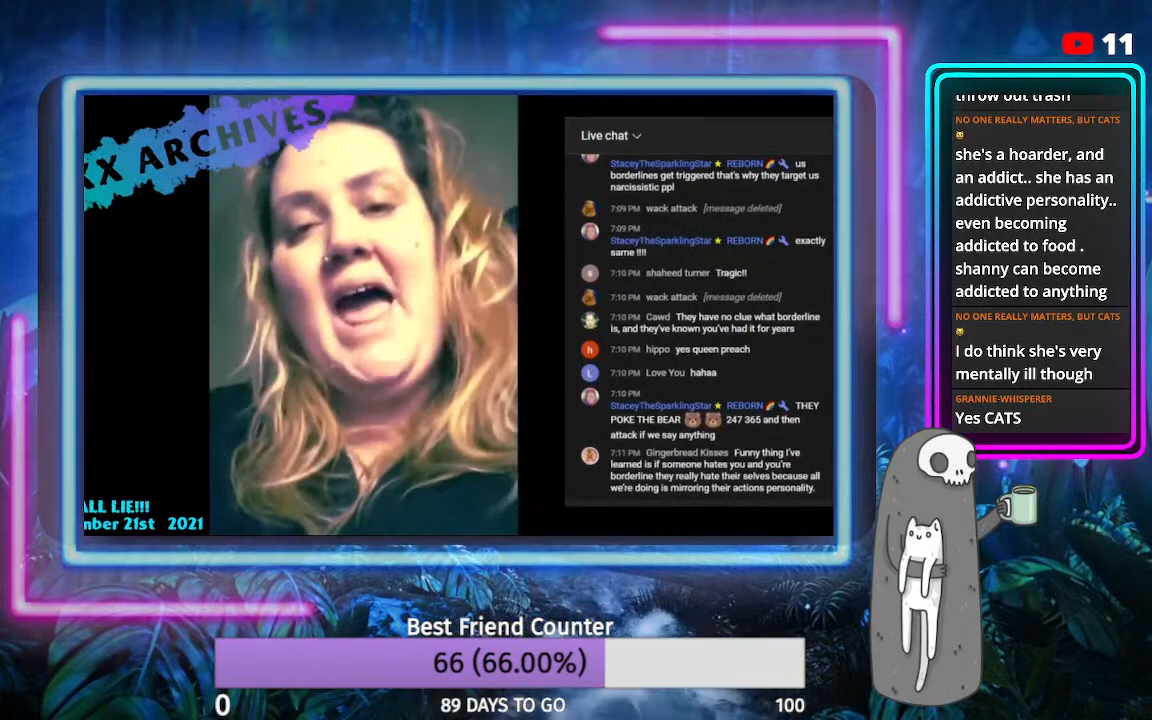 11
XX ARCHIVES
Live chat
StaceyTheSparklingStar REBORN us
borderlines get triggered that's why they target us
narcissistic ppl
7:09 PM wack attack [message deleted]
7:09 PM
StaceyTheSparklingStar REBORN exactly
same !!!!
7:10 PM shaheed turner Tragic!!
7:10 PM wack attack [message deleted]
7:10 PM Cawd They have no clue what borderline
is, and they've known you've had it for years
h 7:10 PM hippo yes queen preach
L 7:10 PM Love You hahaa
7:10 PM
StaceyTheSparklingStar REBORN THEY
POKE THE BEAR 247 365 and then
attack if we say anything
7:11 PM Gingerbread Kisses Funny thing I've
learned is if someone hates you and you're
borderline they really hate their selves because all
we're doing is mirroring their actions personality.
ALL LIE!!!
mber 21st 2021
throw out trash
NO ONE REALLY MATTERS, BUT CATS
she's a hoarder, and
an addict.. she has an
addictive personality..
even becoming
addicted to food .
shanny can become
addicted to anything
NO ONE REALLY MATTERS, BUT CATS
I do think she's very
mentally ill though
GRANNIE-WHISPERER
Yes CATS
Best Friend Counter
66 (66.00%)
0 89 DAYS TO GO 100